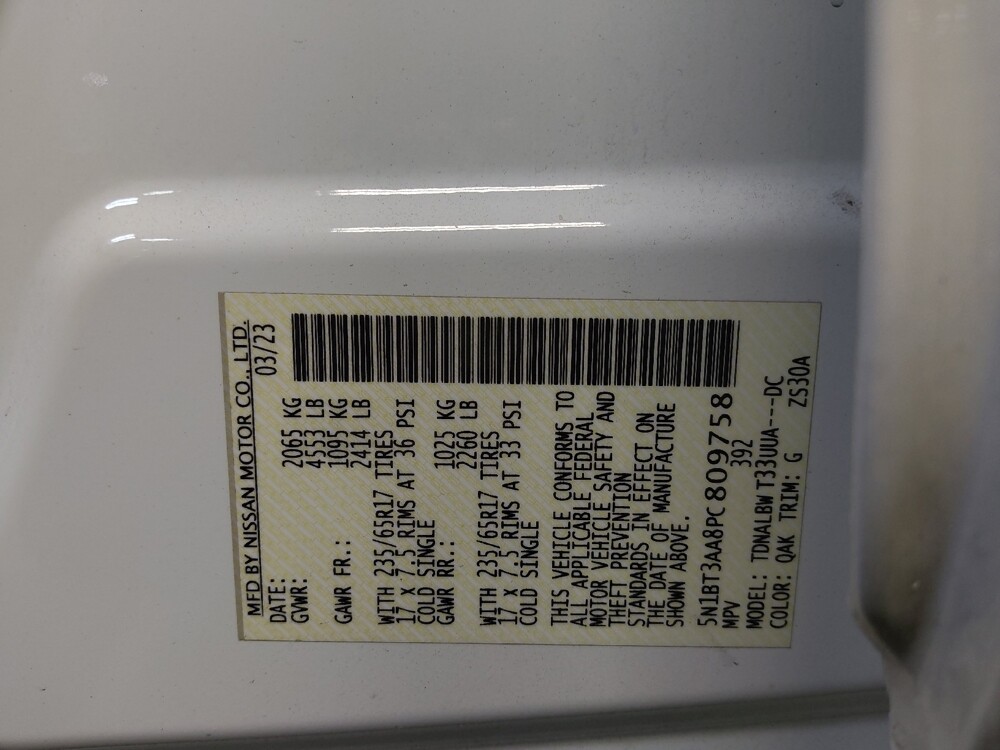 MFD BY NISSAN MOTOR CO., LTD.
DATE: 03/23
GVWR: 2065 KG
4553 LB
GAWR FR.: 1095 KG
2414 LB
WITH 235/65R17 TIRES
17 X 7.5 RIMS AT 36 PSI
COLD SINGLE
GAWR RR.: 1025 KG
2260 LB
WITH 235/65R17 TIRES
17 X 7.5 RIMS AT 33 PSI
COLD SINGLE
THIS VEHICLE CONFORMS TO
ALL APPLICABLE FEDERAL
MOTOR VEHICLE SAFETY AND
THEFT PREVENTION
STANDARDS IN EFFECT ON
THE DATE OF MANUFACTURE
SHOWN ABOVE.
5N1BT3AA8PC809758
MPV 392
MODEL: TDNALBW T33UUA----DC
COLOR: QAK TRIM: G ZS30A